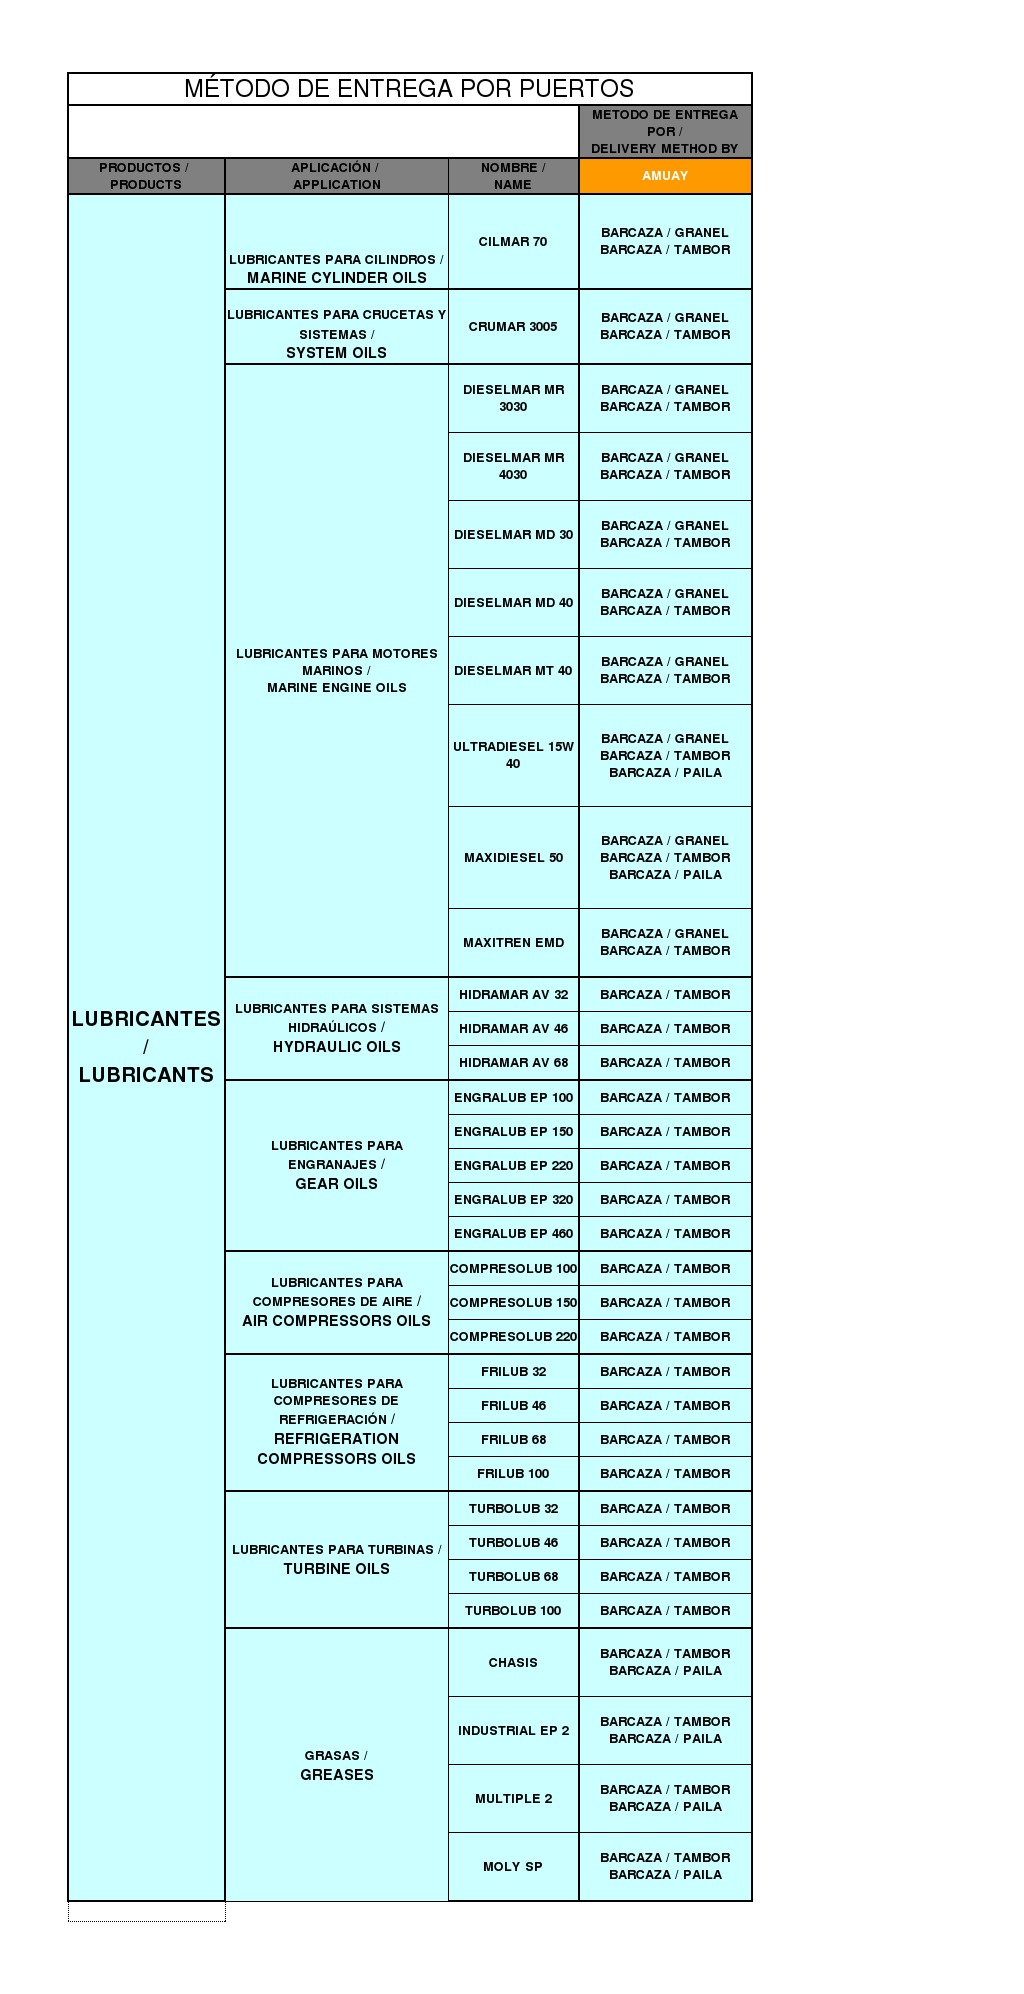 MÉTODO DE ENTREGA POR PUERTOS
METODO DE ENTREGA
POR /
DELIVERY METHOD BY
PRODUCTOS /
PRODUCTS
APLICACIÓN /
APPLICATION
NOMBRE /
NAME
AMUAY
LUBRICANTES
/
LUBRICANTS
LUBRICANTES PARA CILINDROS /
MARINE CYLINDER OILS
CILMAR 70
BARCAZA / GRANEL
BARCAZA / TAMBOR
LUBRICANTES PARA CRUCETAS Y
SISTEMAS /
SYSTEM OILS
CRUMAR 3005
BARCAZA / GRANEL
BARCAZA / TAMBOR
LUBRICANTES PARA MOTORES
MARINOS /
MARINE ENGINE OILS
DIESELMAR MR
3030
BARCAZA / GRANEL
BARCAZA / TAMBOR
DIESELMAR MR
4030
BARCAZA / GRANEL
BARCAZA / TAMBOR
DIESELMAR MD 30
BARCAZA / GRANEL
BARCAZA / TAMBOR
DIESELMAR MD 40
BARCAZA / GRANEL
BARCAZA / TAMBOR
DIESELMAR MT 40
BARCAZA / GRANEL
BARCAZA / TAMBOR
ULTRADIESEL 15W
40
BARCAZA / GRANEL
BARCAZA / TAMBOR
BARCAZA / PAILA
MAXIDIESEL 50
BARCAZA / GRANEL
BARCAZA / TAMBOR
BARCAZA / PAILA
MAXITREN EMD
BARCAZA / GRANEL
BARCAZA / TAMBOR
LUBRICANTES PARA SISTEMAS
HIDRAÚLICOS /
HYDRAULIC OILS
HIDRAMAR AV 32
BARCAZA / TAMBOR
HIDRAMAR AV 46
BARCAZA / TAMBOR
HIDRAMAR AV 68
BARCAZA / TAMBOR
LUBRICANTES PARA
ENGRANAJES /
GEAR OILS
ENGRALUB EP 100
BARCAZA / TAMBOR
ENGRALUB EP 150
BARCAZA / TAMBOR
ENGRALUB EP 220
BARCAZA / TAMBOR
ENGRALUB EP 320
BARCAZA / TAMBOR
ENGRALUB EP 460
BARCAZA / TAMBOR
LUBRICANTES PARA
COMPRESORES DE AIRE /
AIR COMPRESSORS OILS
COMPRESOLUB 100
BARCAZA / TAMBOR
COMPRESOLUB 150
BARCAZA / TAMBOR
COMPRESOLUB 220
BARCAZA / TAMBOR
LUBRICANTES PARA
COMPRESORES DE
REFRIGERACIÓN /
REFRIGERATION
COMPRESSORS OILS
FRILUB 32
BARCAZA / TAMBOR
FRILUB 46
BARCAZA / TAMBOR
FRILUB 68
BARCAZA / TAMBOR
FRILUB 100
BARCAZA / TAMBOR
LUBRICANTES PARA TURBINAS /
TURBINE OILS
TURBOLUB 32
BARCAZA / TAMBOR
TURBOLUB 46
BARCAZA / TAMBOR
TURBOLUB 68
BARCAZA / TAMBOR
TURBOLUB 100
BARCAZA / TAMBOR
GRASAS /
GREASES
CHASIS
BARCAZA / TAMBOR
BARCAZA / PAILA
INDUSTRIAL EP 2
BARCAZA / TAMBOR
BARCAZA / PAILA
MULTIPLE 2
BARCAZA / TAMBOR
BARCAZA / PAILA
MOLY SP
BARCAZA / TAMBOR
BARCAZA / PAILA